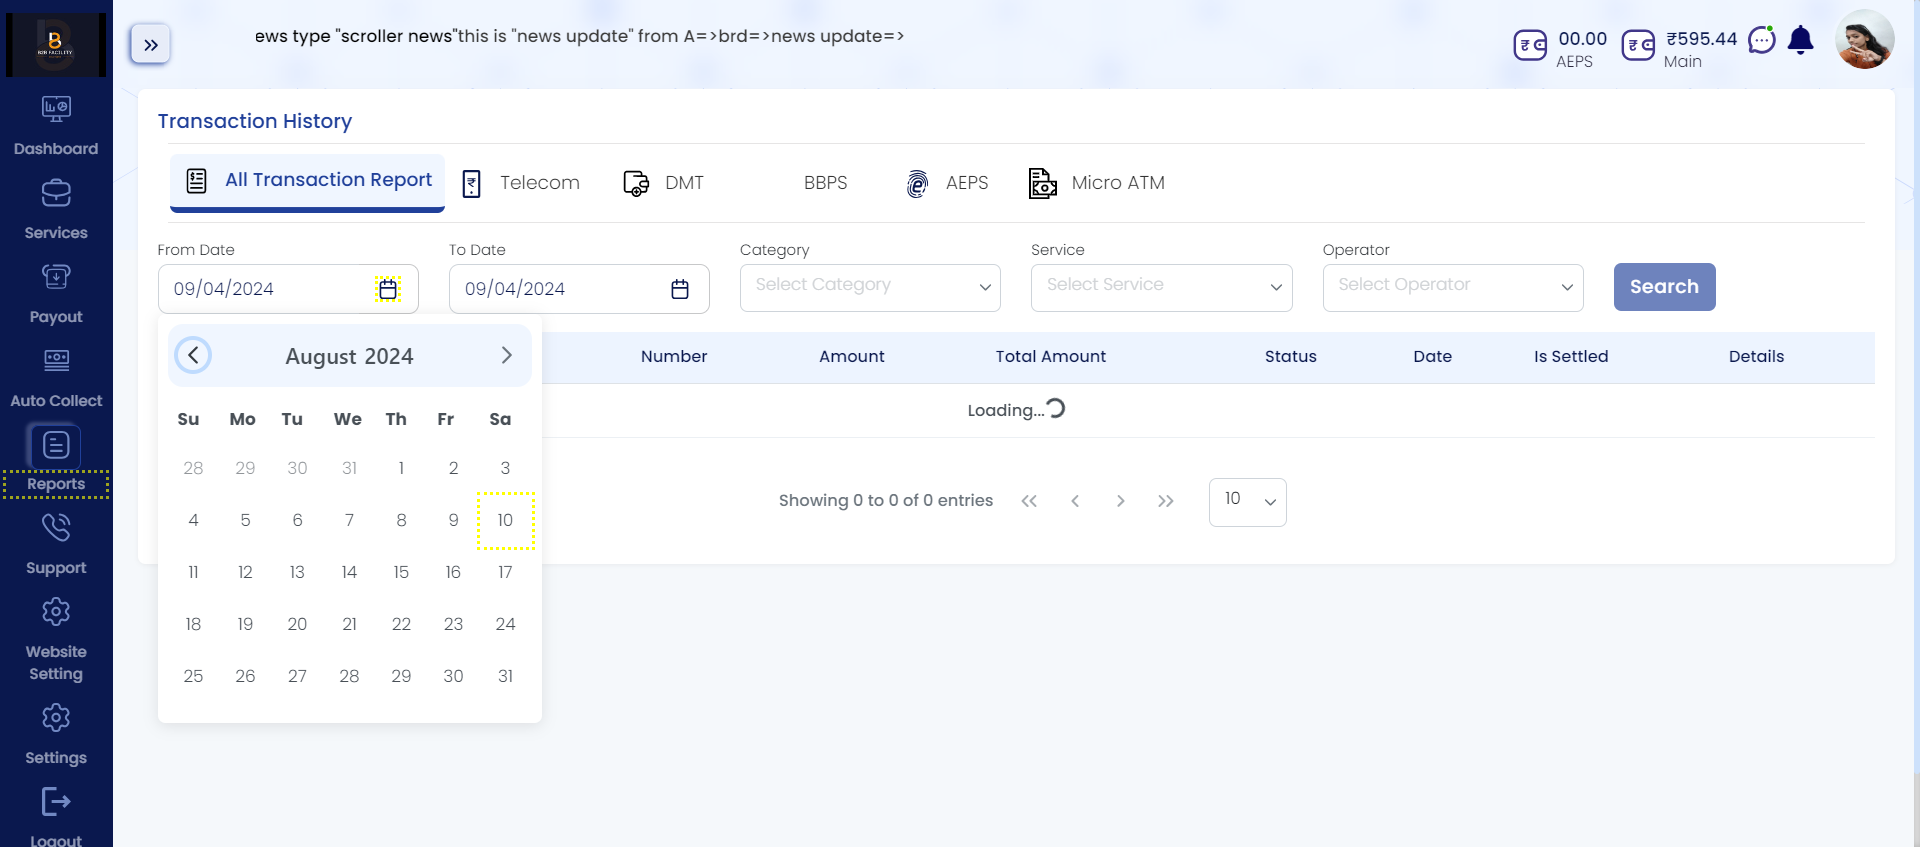 B2B FACILITY
ews type "scroller news"this is "news update" from A=>brd=>news update=>
00.00
AEPS
₹595.44
Main
Dashboard
Services
Payout
Auto Collect
Reports
Support
Website
Setting
Settings
Logout
Transaction History
All Transaction Report
Telecom
DMT
BBPS
AEPS
Micro ATM
From Date
To Date
Category
Service
Operator
09/04/2024
09/04/2024
Select Category
Select Service
Select Operator
Search
August 2024
Su Mo Tu We Th Fr Sa
28 29 30 31 1 2 3
4 5 6 7 8 9 10
11 12 13 14 15 16 17
18 19 20 21 22 23 24
25 26 27 28 29 30 31
Number Amount Total Amount Status Date Is Settled Details
Loading...
Showing 0 to 0 of 0 entries
10